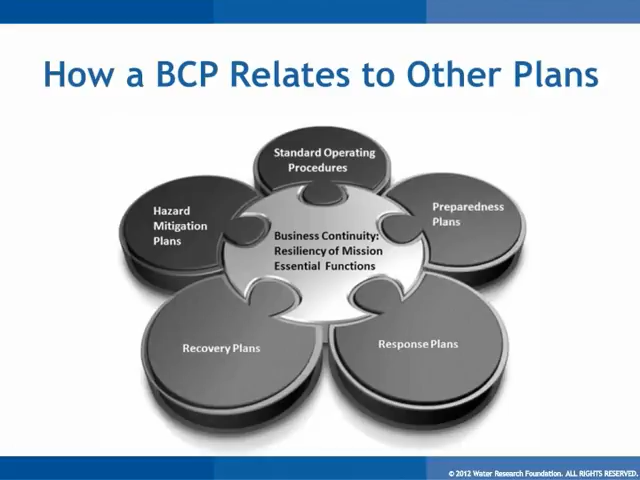 How a BCP Relates to Other Plans
Standard Operating
Procedures
Hazard
Mitigation
Plans
Preparedness
Plans
Business Continuity:
Resiliency of Mission
Essential Functions
Recovery Plans
Response Plans
© 2012 Water Research Foundation. ALL RIGHTS RESERVED.